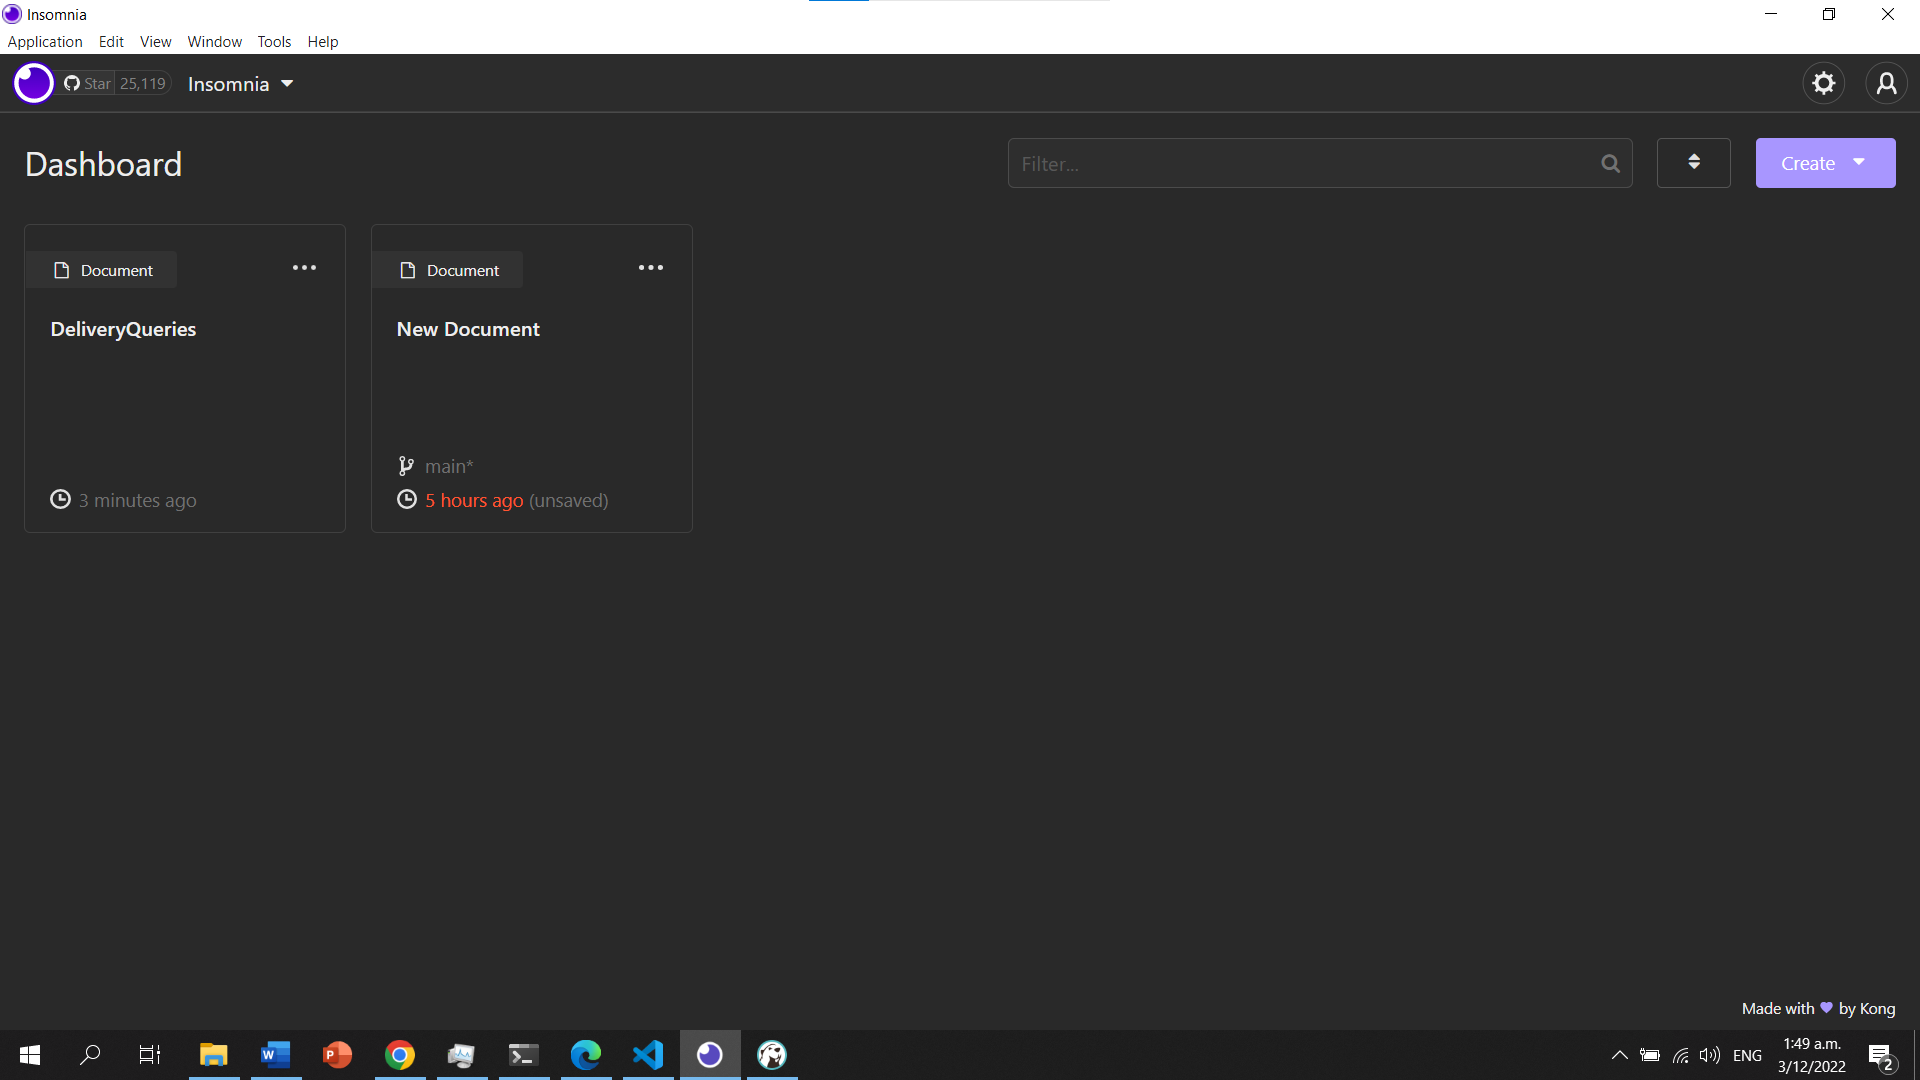 Insomnia
Application Edit View Window Tools Help
Star 25,119 Insomnia
Dashboard
Filter...
Create
Document
DeliveryQueries
3 minutes ago
Document
New Document
main*
5 hours ago (unsaved)
Made with 💜 by Kong
ENG
1:49 a.m.
3/12/2022
2